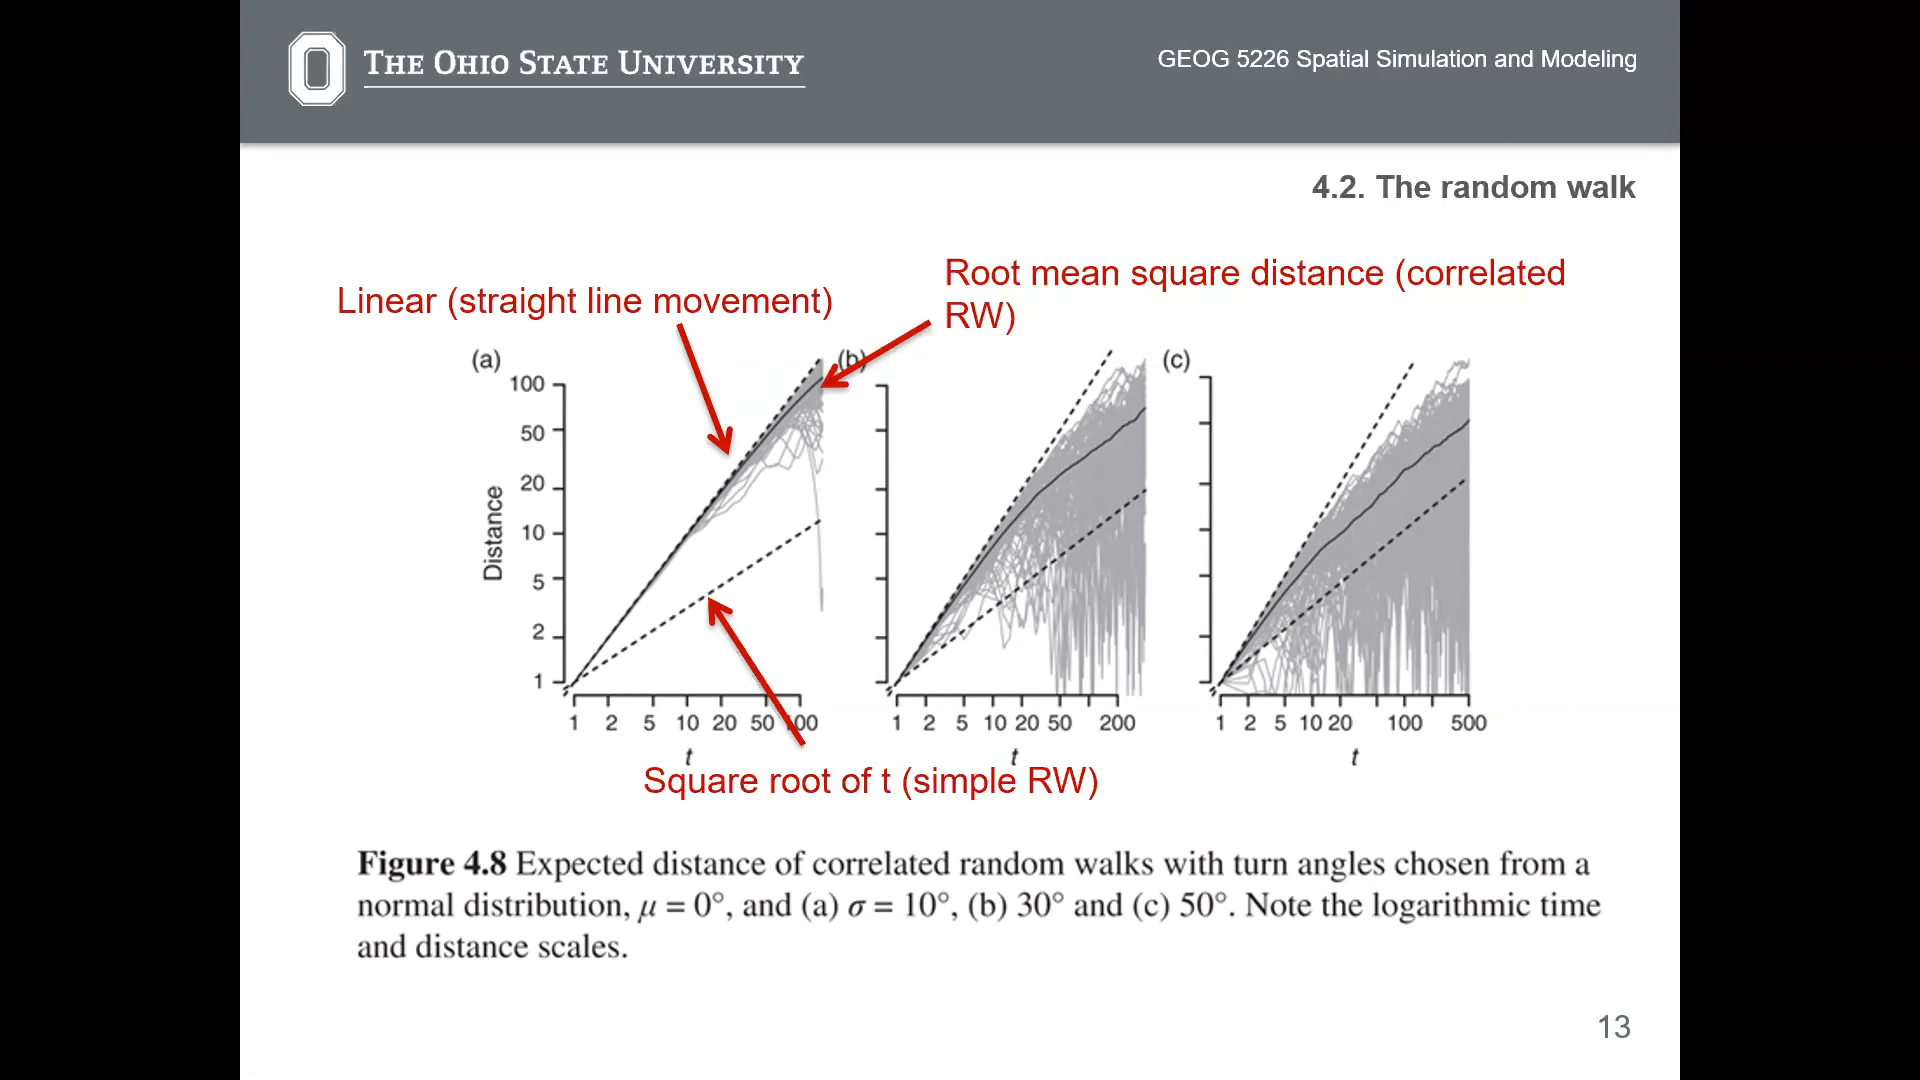 THE OHIO STATE UNIVERSITY
GEOG 5226 Spatial Simulation and Modeling
4.2. The random walk
Linear (straight line movement)
Root mean square distance (correlated
RW)
(a)
(b)
(c)
100
50
20
10
5
2
1
Distance
1 2 5 10 20 50 100
1 2 5 10 20 50 200
1 2 5 10 20 100 500
t
t
t
Square root of t (simple RW)
Figure 4.8 Expected distance of correlated random walks with turn angles chosen from a
normal distribution, μ = 0°, and (a) σ = 10°, (b) 30° and (c) 50°. Note the logarithmic time
and distance scales.
13